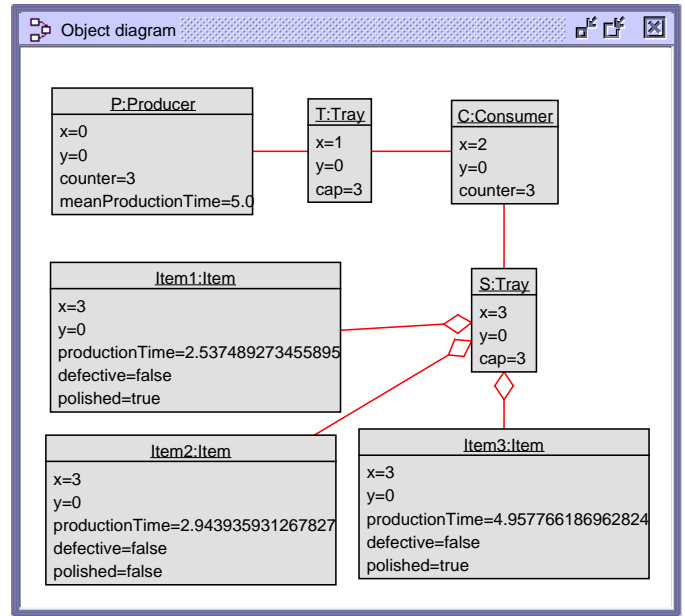 Object diagram
P:Producer
x=0
y=0
counter=3
meanProductionTime=5.0
T:Tray
x=1
y=0
cap=3
C:Consumer
x=2
y=0
counter=3
Item1:Item
x=3
y=0
productionTime=2.537489273455895
defective=false
polished=true
S:Tray
x=3
y=0
cap=3
Item2:Item
x=3
y=0
productionTime=2.943935931267827
defective=false
polished=false
Item3:Item
x=3
y=0
productionTime=4.957766186962824
defective=false
polished=true